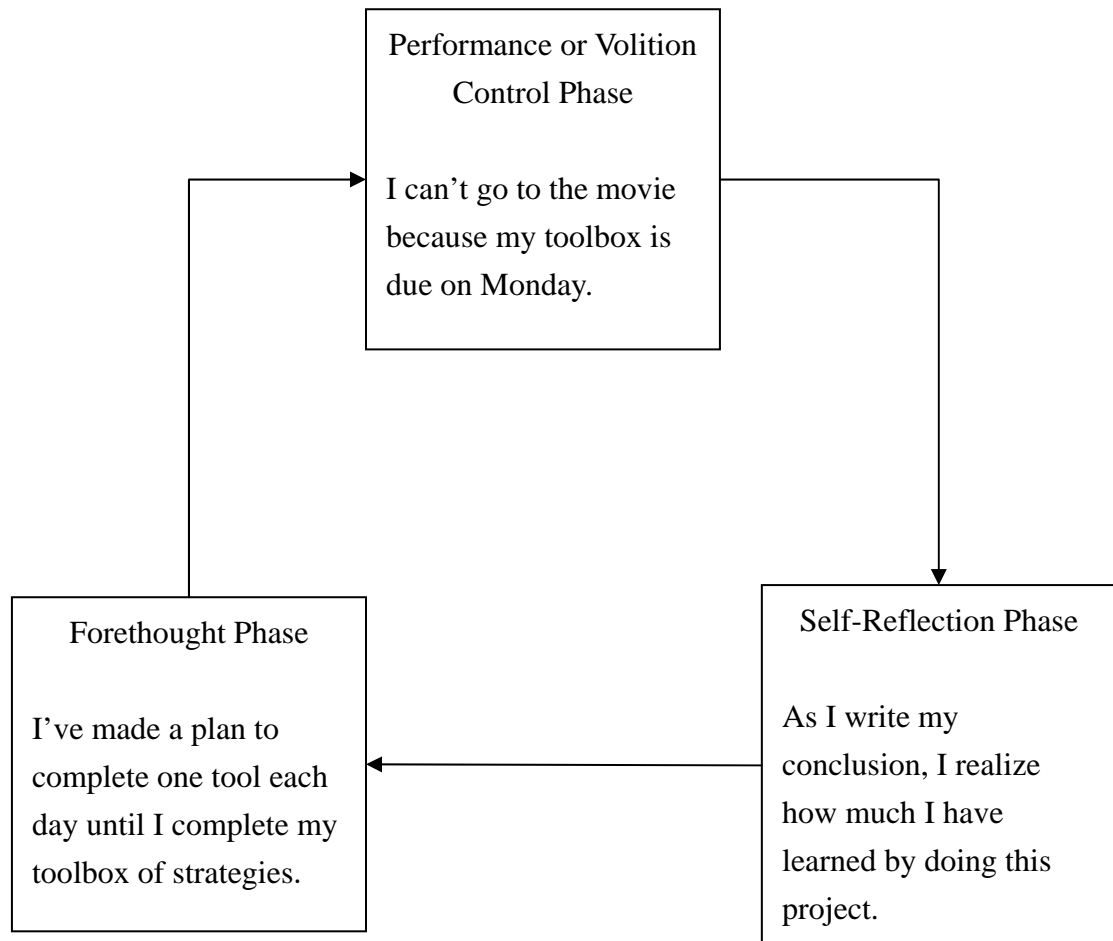 Performance or Volition
Control Phase
I can’t go to the movie
because my toolbox is
due on Monday.
Forethought Phase
I’ve made a plan to
complete one tool each
day until I complete my
toolbox of strategies.
Self-Reflection Phase
As I write my
conclusion, I realize
how much I have
learned by doing this
project.